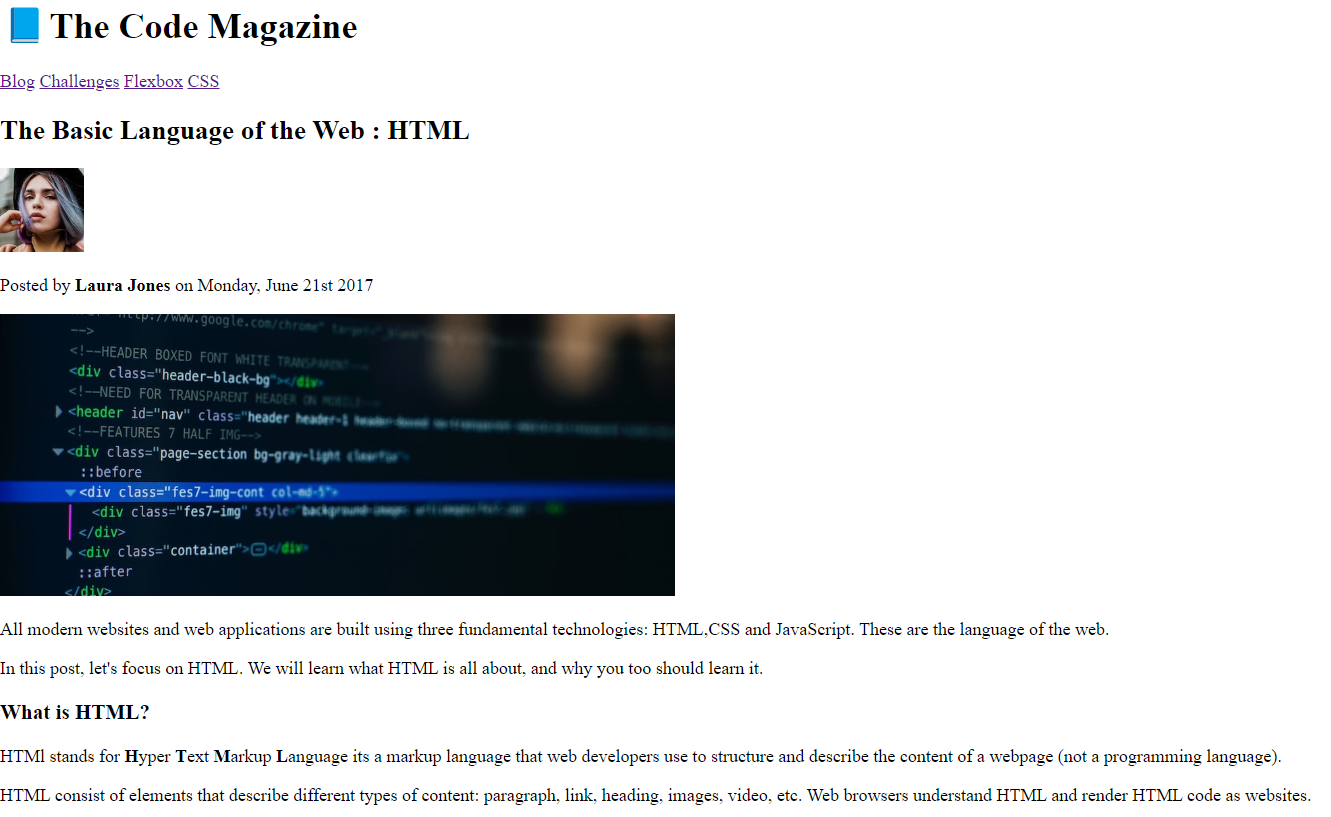 📘 The Code Magazine
Blog Challenges Flexbox CSS
The Basic Language of the Web : HTML
Posted by Laura Jones on Monday, June 21st 2017
http://www.google.com/chrome"
-->
<!--HEADER BOXED FONT WHITE TRANSPARENT-->
<div class="header-black-bg"></div>
<!--NEED FOR TRANSPARENT HEADER ON MOBILE-->
<header id="nav" class="header header-1
<!--FEATURES 7 HALF IMG-->
<div class="page-section bg-gray-light clearfix">
::before
<div class="fes7-img-cont col-md-5">
<div class="fes7-img" style=
</div>
<div class="container"></div>
::after
</div>
All modern websites and web applications are built using three fundamental technologies: HTML,CSS and JavaScript. These are the language of the web.
In this post, let's focus on HTML. We will learn what HTML is all about, and why you too should learn it.
What is HTML?
HTMl stands for Hyper Text Markup Language its a markup language that web developers use to structure and describe the content of a webpage (not a programming language).
HTML consist of elements that describe different types of content: paragraph, link, heading, images, video, etc. Web browsers understand HTML and render HTML code as websites.